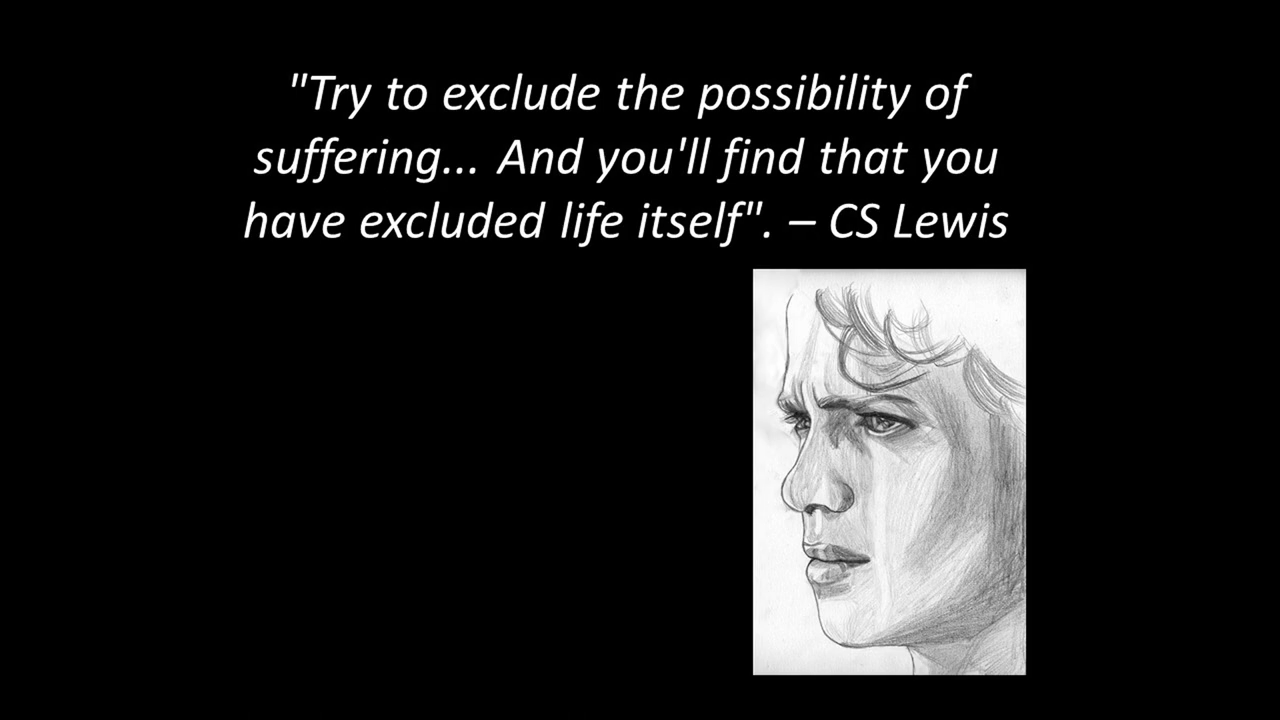 "Try to exclude the possibility of
suffering... And you'll find that you
have excluded life itself". – CS Lewis